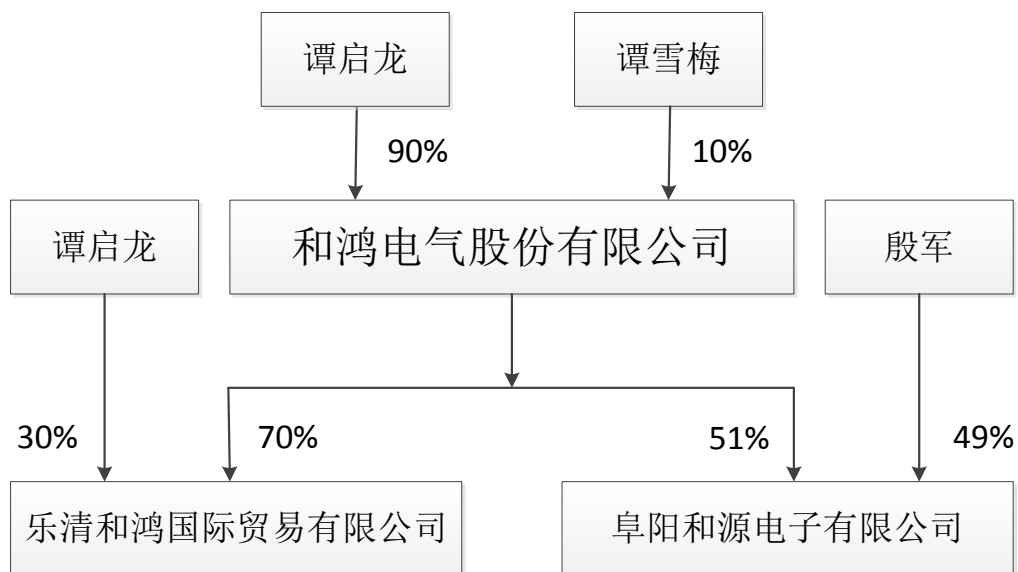 谭启龙
谭雪梅
90%
10%
谭启龙
和鸿电气股份有限公司
殷军
30%
70%
51%
49%
乐清和鸿国际贸易有限公司
阜阳和源电子有限公司